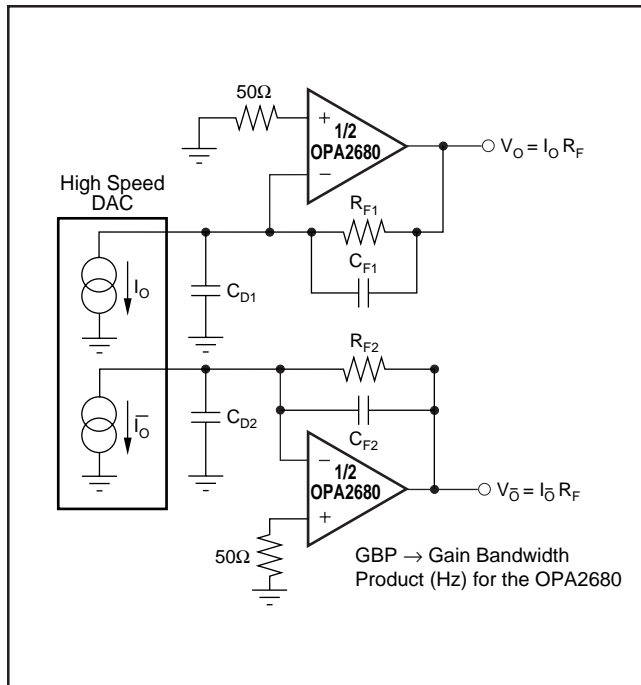 50Ω
+
1/2
OPA2680
−
V_O = I_O R_F
High Speed
DAC
R_F1
C_F1
I_O
C_D1
R_F2
I̅_O̅
C_D2
C_F2
−
1/2
OPA2680
+
V_O̅ = I_O̅ R_F
50Ω
GBP → Gain Bandwidth
Product (Hz) for the OPA2680